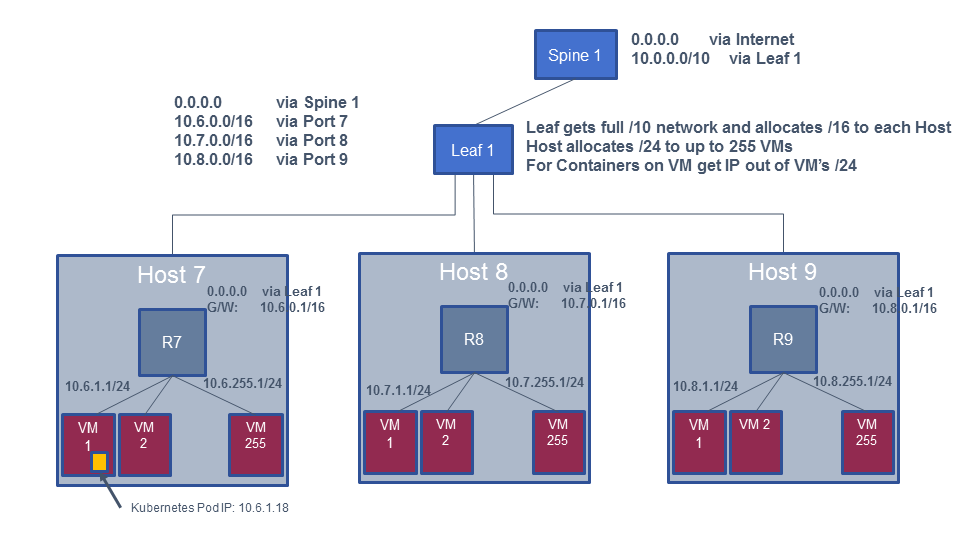 Spine 1
0.0.0.0 via Internet
10.0.0.0/10 via Leaf 1
0.0.0.0 via Spine 1
10.6.0.0/16 via Port 7
10.7.0.0/16 via Port 8
10.8.0.0/16 via Port 9
Leaf 1
Leaf gets full /10 network and allocates /16 to each Host
Host allocates /24 to up to 255 VMs
For Containers on VM get IP out of VM's /24
Host 7
0.0.0.0 via Leaf 1
G/W: 10.6.0.1/16
R7
10.6.1.1/24
10.6.255.1/24
VM
1
VM
2
VM
255
Kubernetes Pod IP: 10.6.1.18
Host 8
0.0.0.0 via Leaf 1
G/W: 10.7.0.1/16
R8
10.7.1.1/24
10.7.255.1/24
VM
1
VM
2
VM
255
Host 9
0.0.0.0 via Leaf 1
G/W: 10.8.0.1/16
R9
10.8.1.1/24
10.8.255.1/24
VM
1
VM 2
VM
255